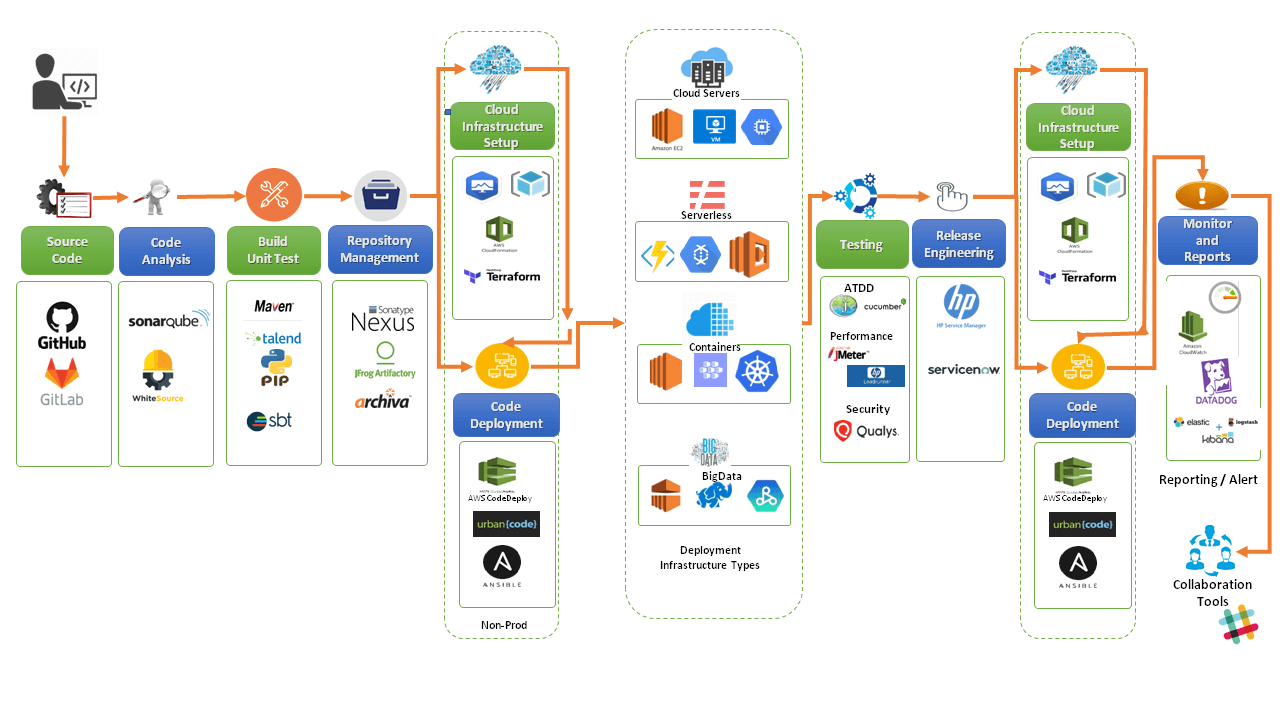 Source
Code
GitHub
GitLab
Code
Analysis
sonarqube
WhiteSource
Build
Unit Test
Maven
talend
PIP
sbt
Repository
Management
Sonatype
Nexus
JFrog Artifactory
archiva
Cloud
Infrastructure
Setup
AWS
CloudFormation
HashiCorp
Terraform
Code
Deployment
AWS CodeDeploy
urban{code}
ANSIBLE
Non-Prod
Cloud Servers
Amazon EC2
VM
Serverless
Containers
BIG
DATA
BigData
Deployment
Infrastructure Types
Testing
ATDD
cucumber
Performance
JMeter
LoadRunner
Security
Qualys.
Release
Engineering
hp
HP Service Manager
servicenow
Cloud
Infrastructure
Setup
AWS
CloudFormation
HashiCorp
Terraform
Code
Deployment
AWS CodeDeploy
urban{code}
ANSIBLE
Monitor
and
Reports
Amazon
CloudWatch
DATADOG
elastic + logstash
kibana
Reporting / Alert
Collaboration
Tools